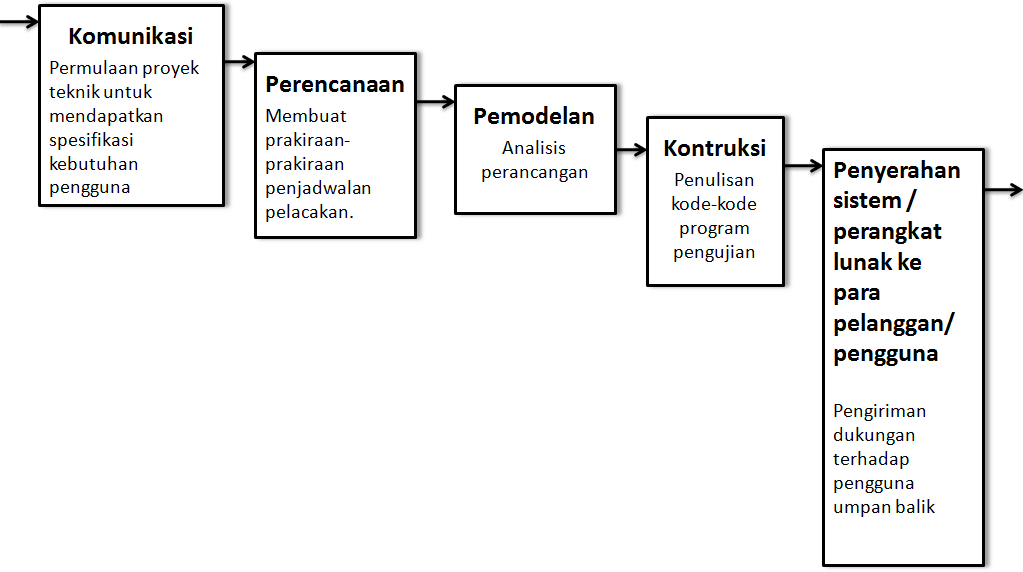 Komunikasi
Permulaan proyek
teknik untuk
mendapatkan
spesifikasi
kebutuhan
pengguna
Perencanaan
Membuat
prakiraan-
prakiraan
penjadwalan
pelacakan.
Pemodelan
Analisis
perancangan
Kontruksi
Penulisan
kode-kode
program
pengujian
Penyerahan
sistem /
perangkat
lunak ke
para
pelanggan/
pengguna
Pengiriman
dukungan
terhadap
pengguna
umpan balik